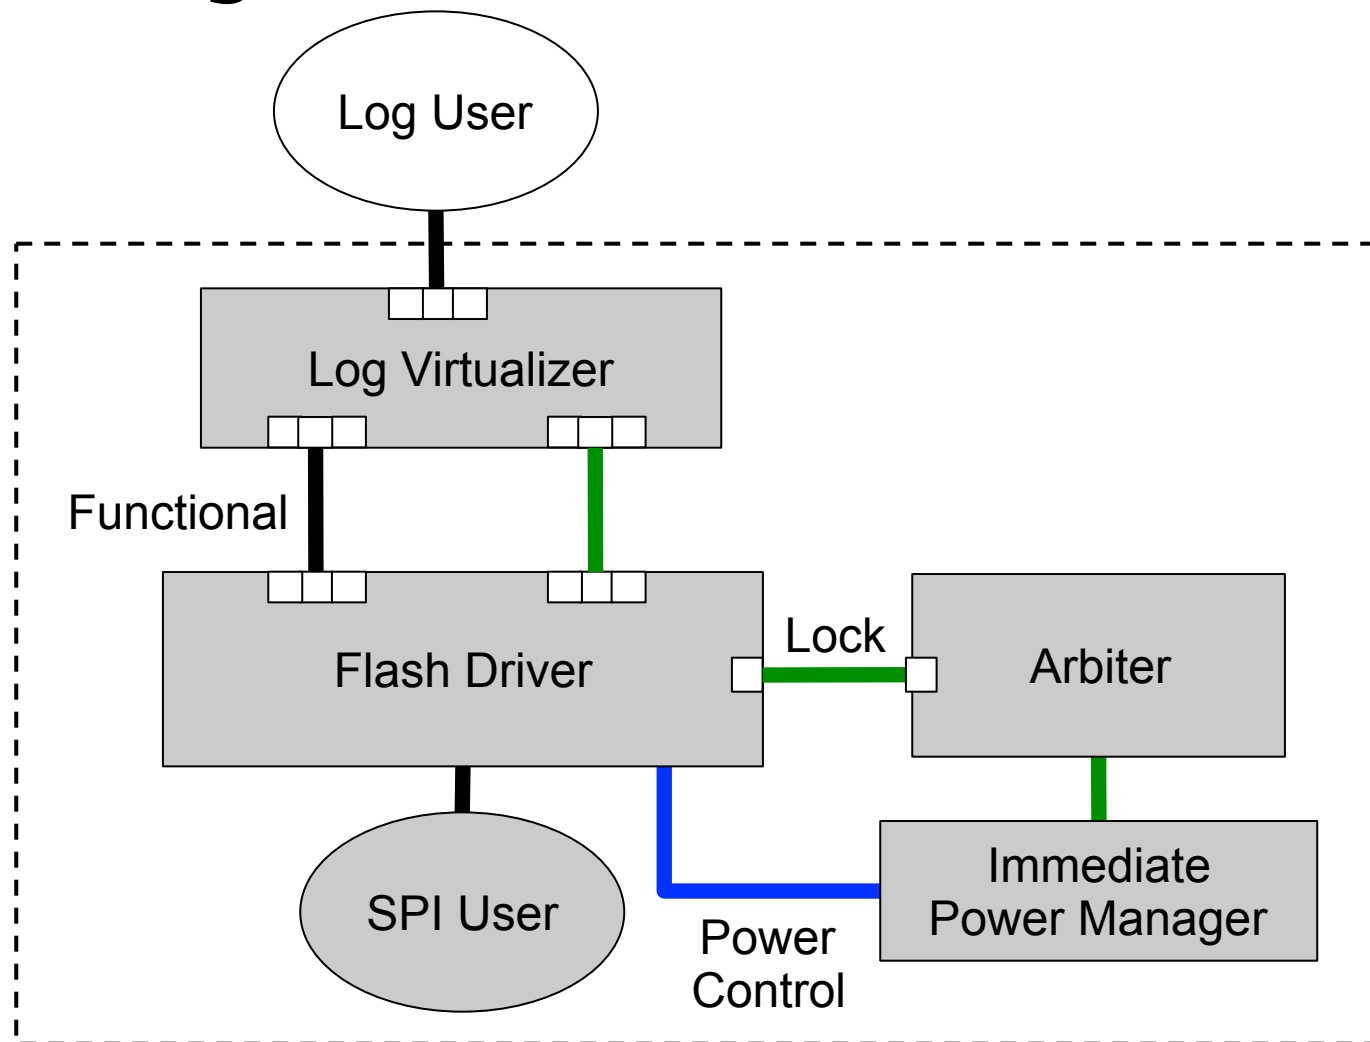 Log User
Log Virtualizer
Functional
Lock
Flash Driver
Arbiter
Immediate
Power Manager
SPI User
Power
Control